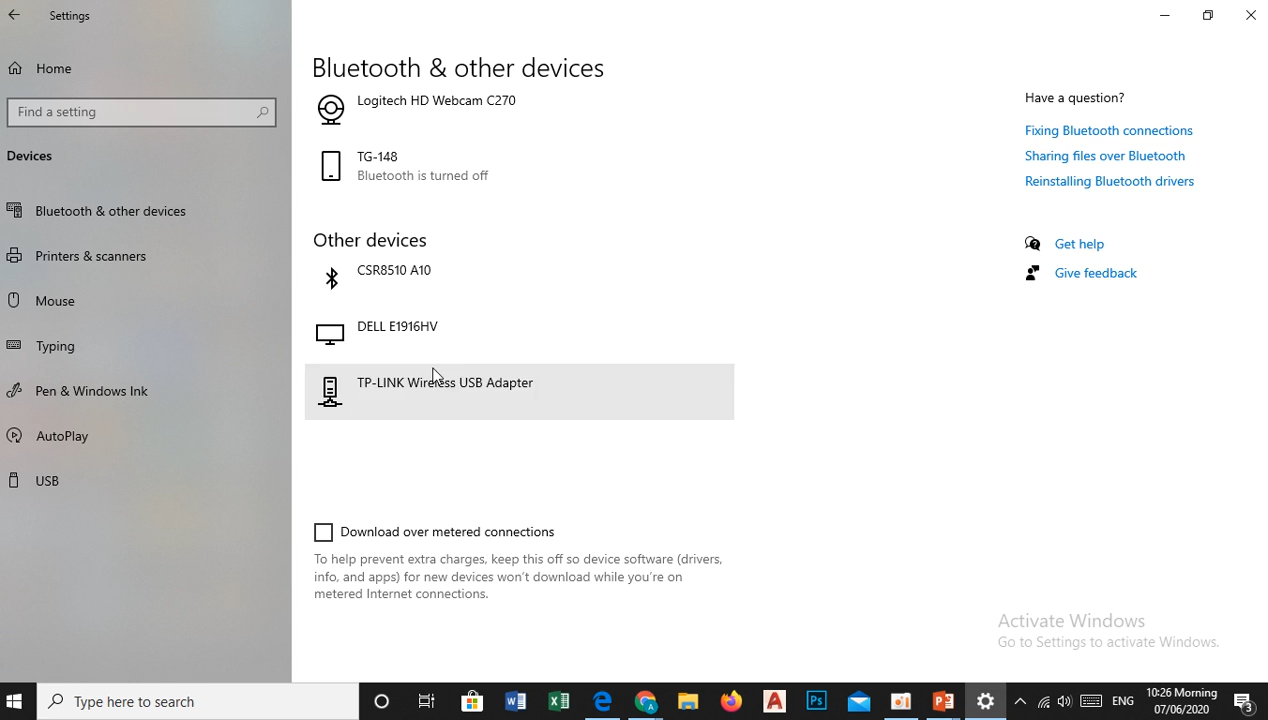 Settings
Home
Find a setting
Devices
Bluetooth & other devices
Printers & scanners
Mouse
Typing
Pen & Windows Ink
AutoPlay
USB
Bluetooth & other devices
Logitech HD Webcam C270
TG-148
Bluetooth is turned off
Other devices
CSR8510 A10
DELL E1916HV
TP-LINK Wireless USB Adapter
Download over metered connections
To help prevent extra charges, keep this off so device software (drivers,
info, and apps) for new devices won't download while you're on
metered Internet connections.
Have a question?
Fixing Bluetooth connections
Sharing files over Bluetooth
Reinstalling Bluetooth drivers
Get help
Give feedback
Activate Windows
Go to Settings to activate Windows.
Type here to search
ENG
10:26 Morning
07/06/2020
3